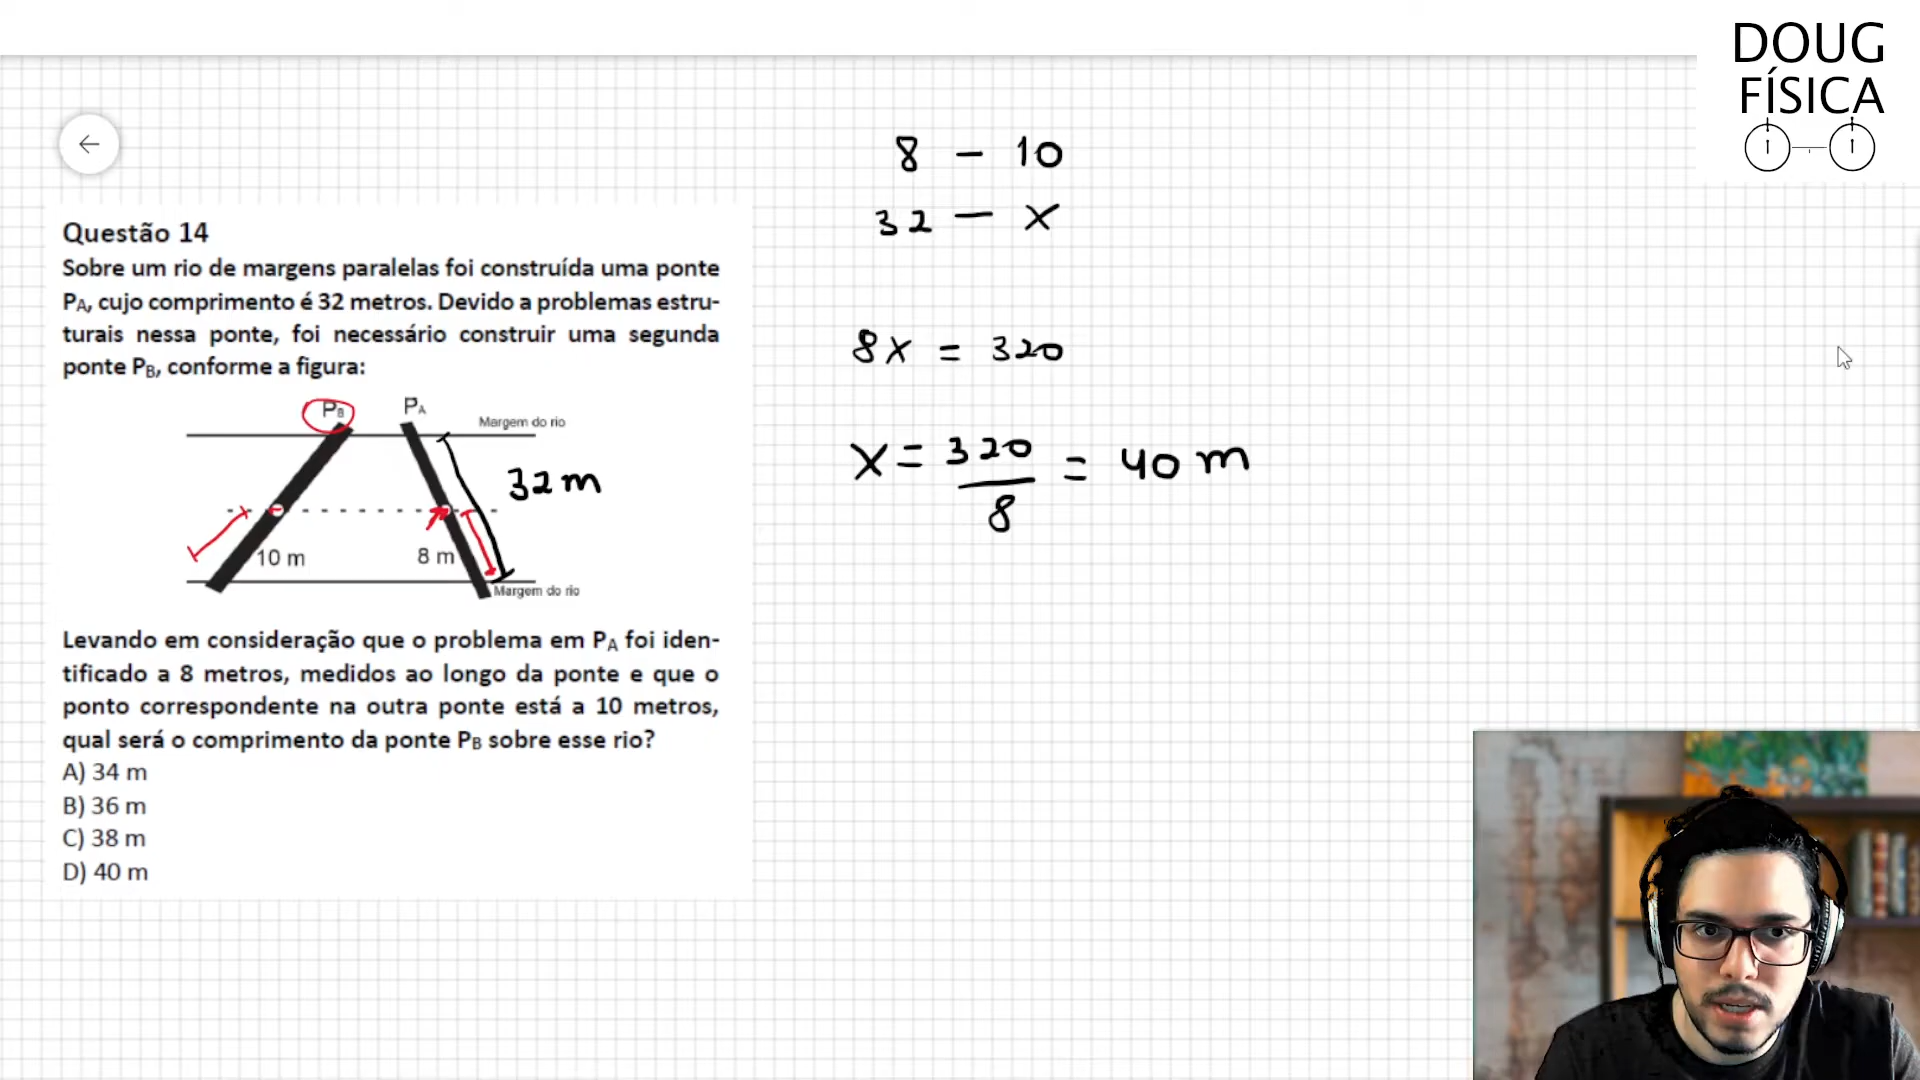 DOUG
FÍSICA
Questão 14
Sobre um rio de margens paralelas foi construída uma ponte
PA, cujo comprimento é 32 metros. Devido a problemas estru-
turais nessa ponte, foi necessário construir uma segunda
ponte PB, conforme a figura:
PB
PA
Margem do rio
32 m
10 m
8 m
Margem do rio
Levando em consideração que o problema em PA foi iden-
tificado a 8 metros, medidos ao longo da ponte e que o
ponto correspondente na outra ponte está a 10 metros,
qual será o comprimento da ponte PB sobre esse rio?
A) 34 m
B) 36 m
C) 38 m
D) 40 m
8 - 10
32 - x
8x = 320
x = 320/8 = 40 m